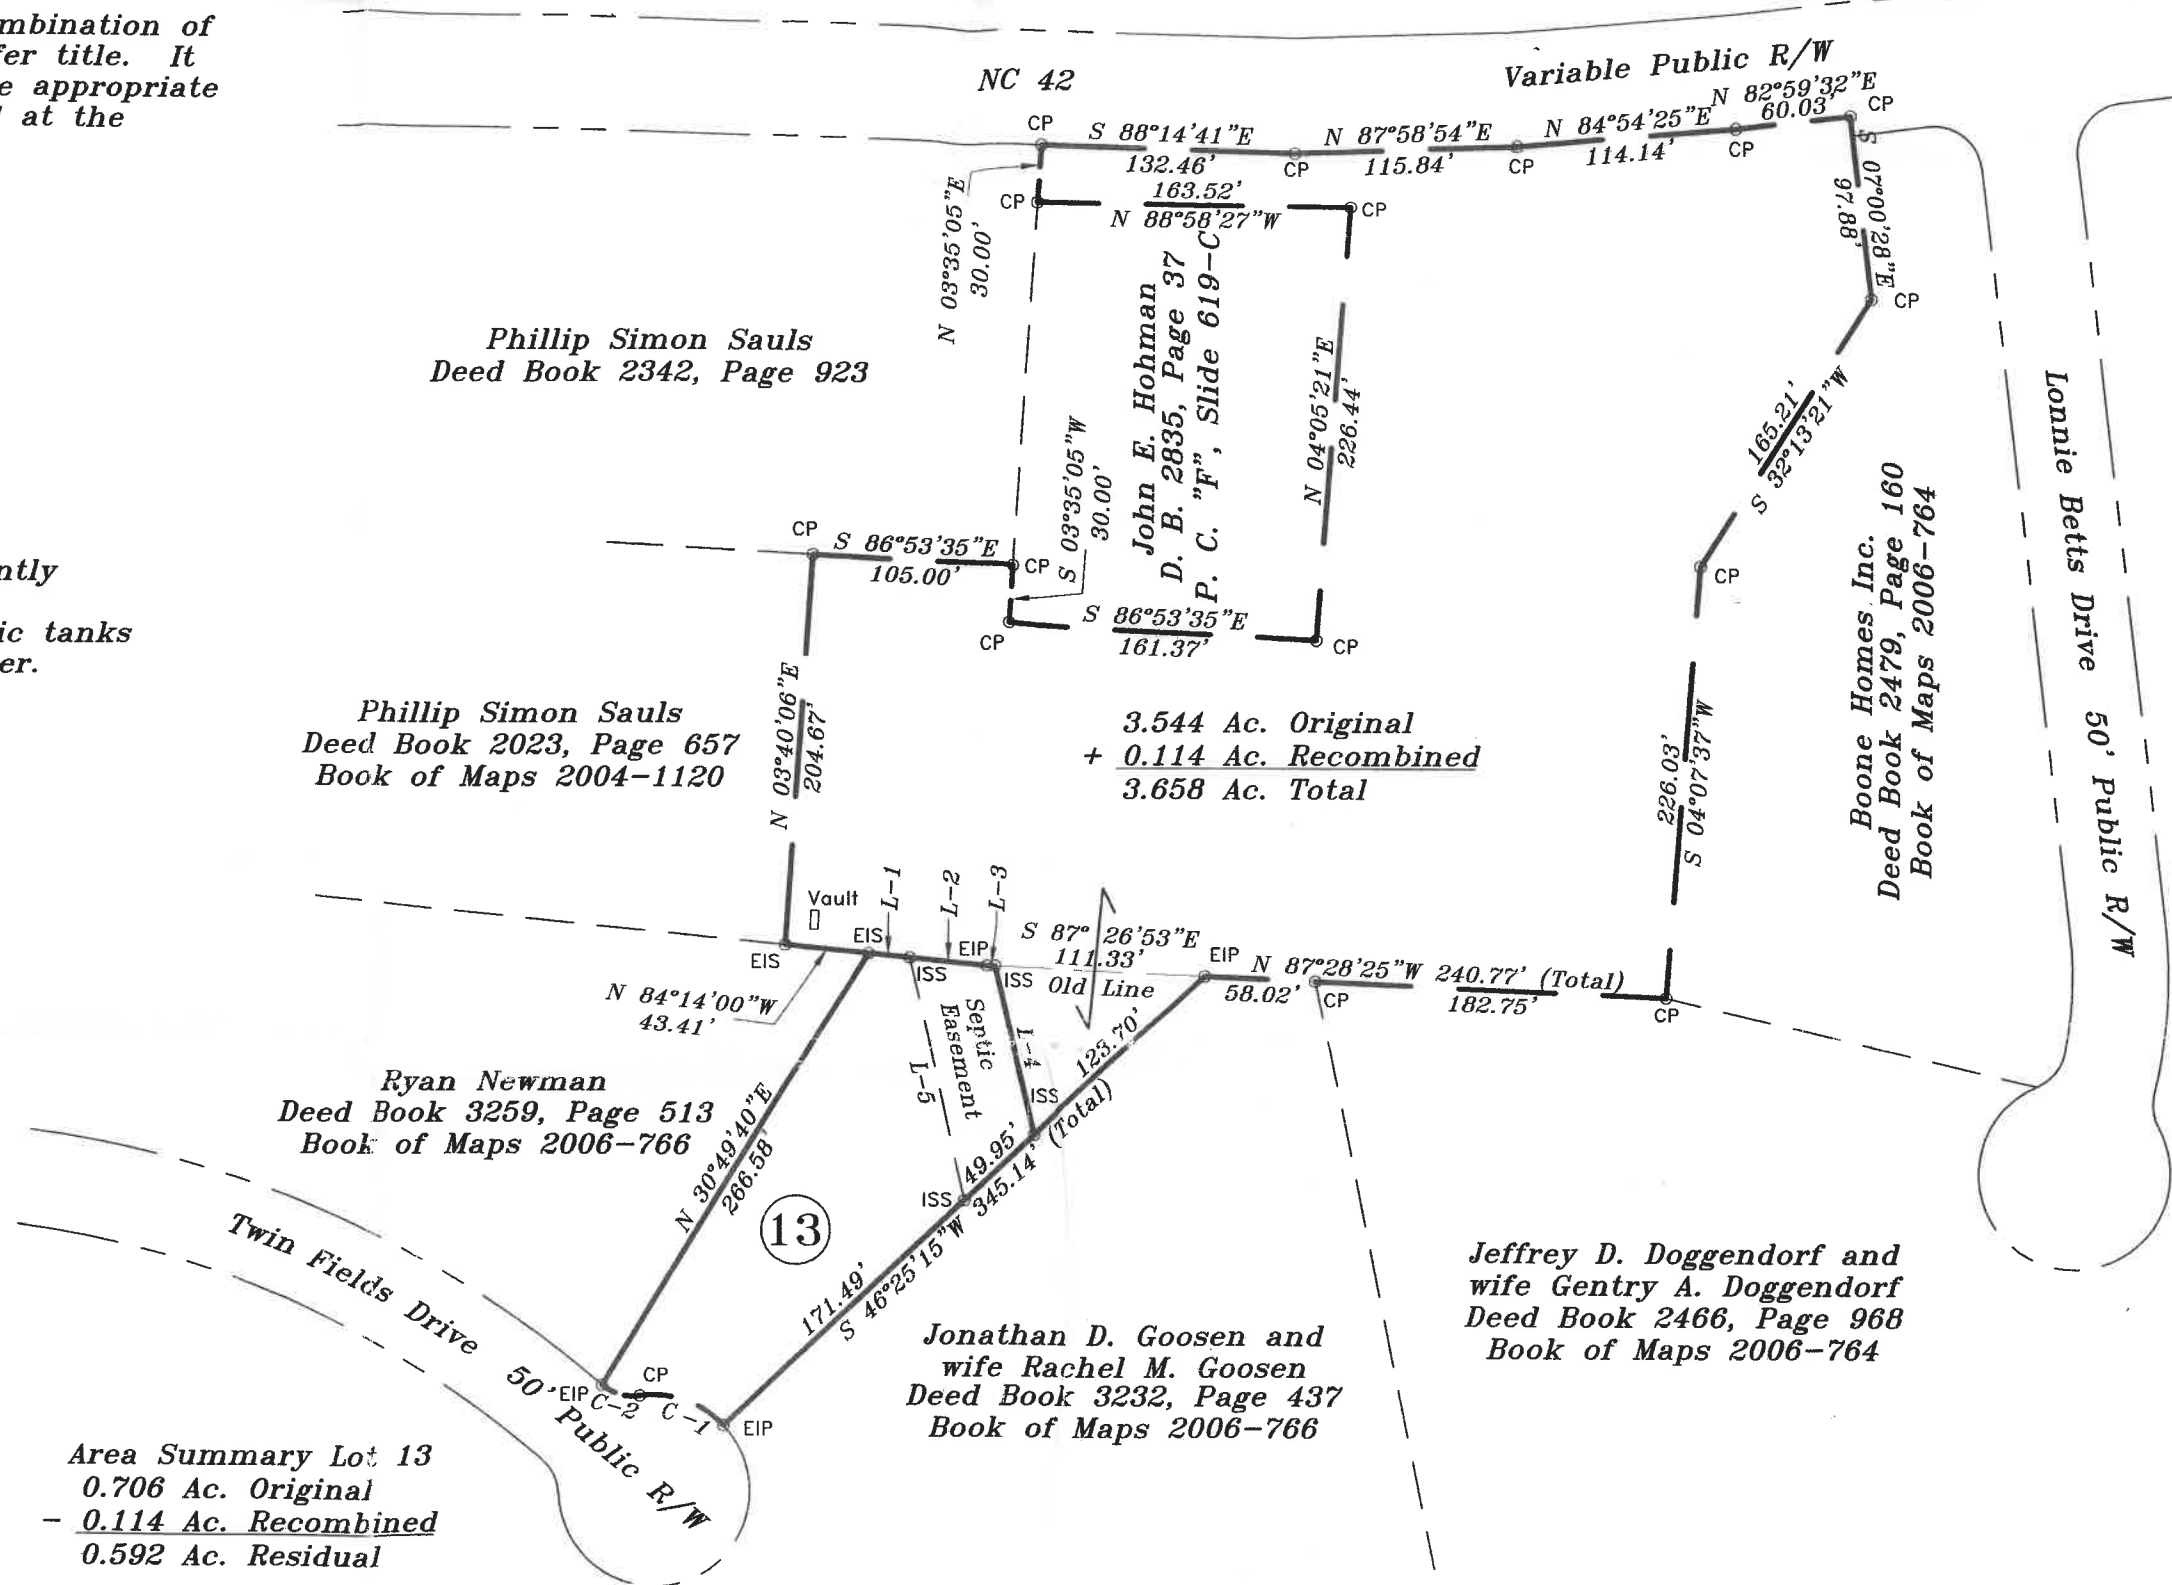 mbination of
fer title. It
e appropriate
at the
NC 42
Variable Public R/W
CP
S 88°14'41"E
132.46'
CP
N 87°58'54"E
115.84'
CP
N 84°54'25"E
114.14'
CP
N 82°59'32"E
60.03'
CP
S 07°00'28"E
97.88'
CP
N 03°35'05"E
30.00'
CP
163.52'
N 88°58'27"W
CP
John E. Hohman
D. B. 2835, Page 37
P. C. "F", Slide 619-C
N 04°05'21"E
226.44'
Phillip Simon Sauls
Deed Book 2342, Page 923
S 03°35'05"W
30.00'
165.21'
S 32°13'21"W
CP
Boone Homes Inc.
Deed Book 2479, Page 160
Book of Maps 2006-764
Lonnie Betts Drive 50' Public R/W
CP
S 86°53'35"E
105.00'
CP
CP
S 86°53'35"E
161.37'
CP
ntly
ic tanks
er.
Phillip Simon Sauls
Deed Book 2023, Page 657
Book of Maps 2004-1120
N 03°40'06"E
204.67'
3.544 Ac. Original
+ 0.114 Ac. Recombined
3.658 Ac. Total
226.03'
S 04°07'37"W
Vault
L-1
L-2
L-3
EIS
EIS
ISS
EIP
ISS
S 87° 26'53"E
111.33'
Old Line
EIP
N 87°28'25"W 240.77' (Total)
58.02'
CP
182.75'
CP
N 84°14'00"W
43.41'
Septic
Easement
L-4
L-5
ISS
123.70'
(Total)
Ryan Newman
Deed Book 3259, Page 513
Book of Maps 2006-766
N 30°49'40"E
266.58'
49.95'
345.14'
ISS
13
171.49'
S 46°25'15"W
Twin Fields Drive 50' Public R/W
EIP
C-2
CP
C-1
EIP
Jonathan D. Goosen and
wife Rachel M. Goosen
Deed Book 3232, Page 437
Book of Maps 2006-766
Jeffrey D. Doggendorf and
wife Gentry A. Doggendorf
Deed Book 2466, Page 968
Book of Maps 2006-764
Area Summary Lot 13
0.706 Ac. Original
- 0.114 Ac. Recombined
0.592 Ac. Residual